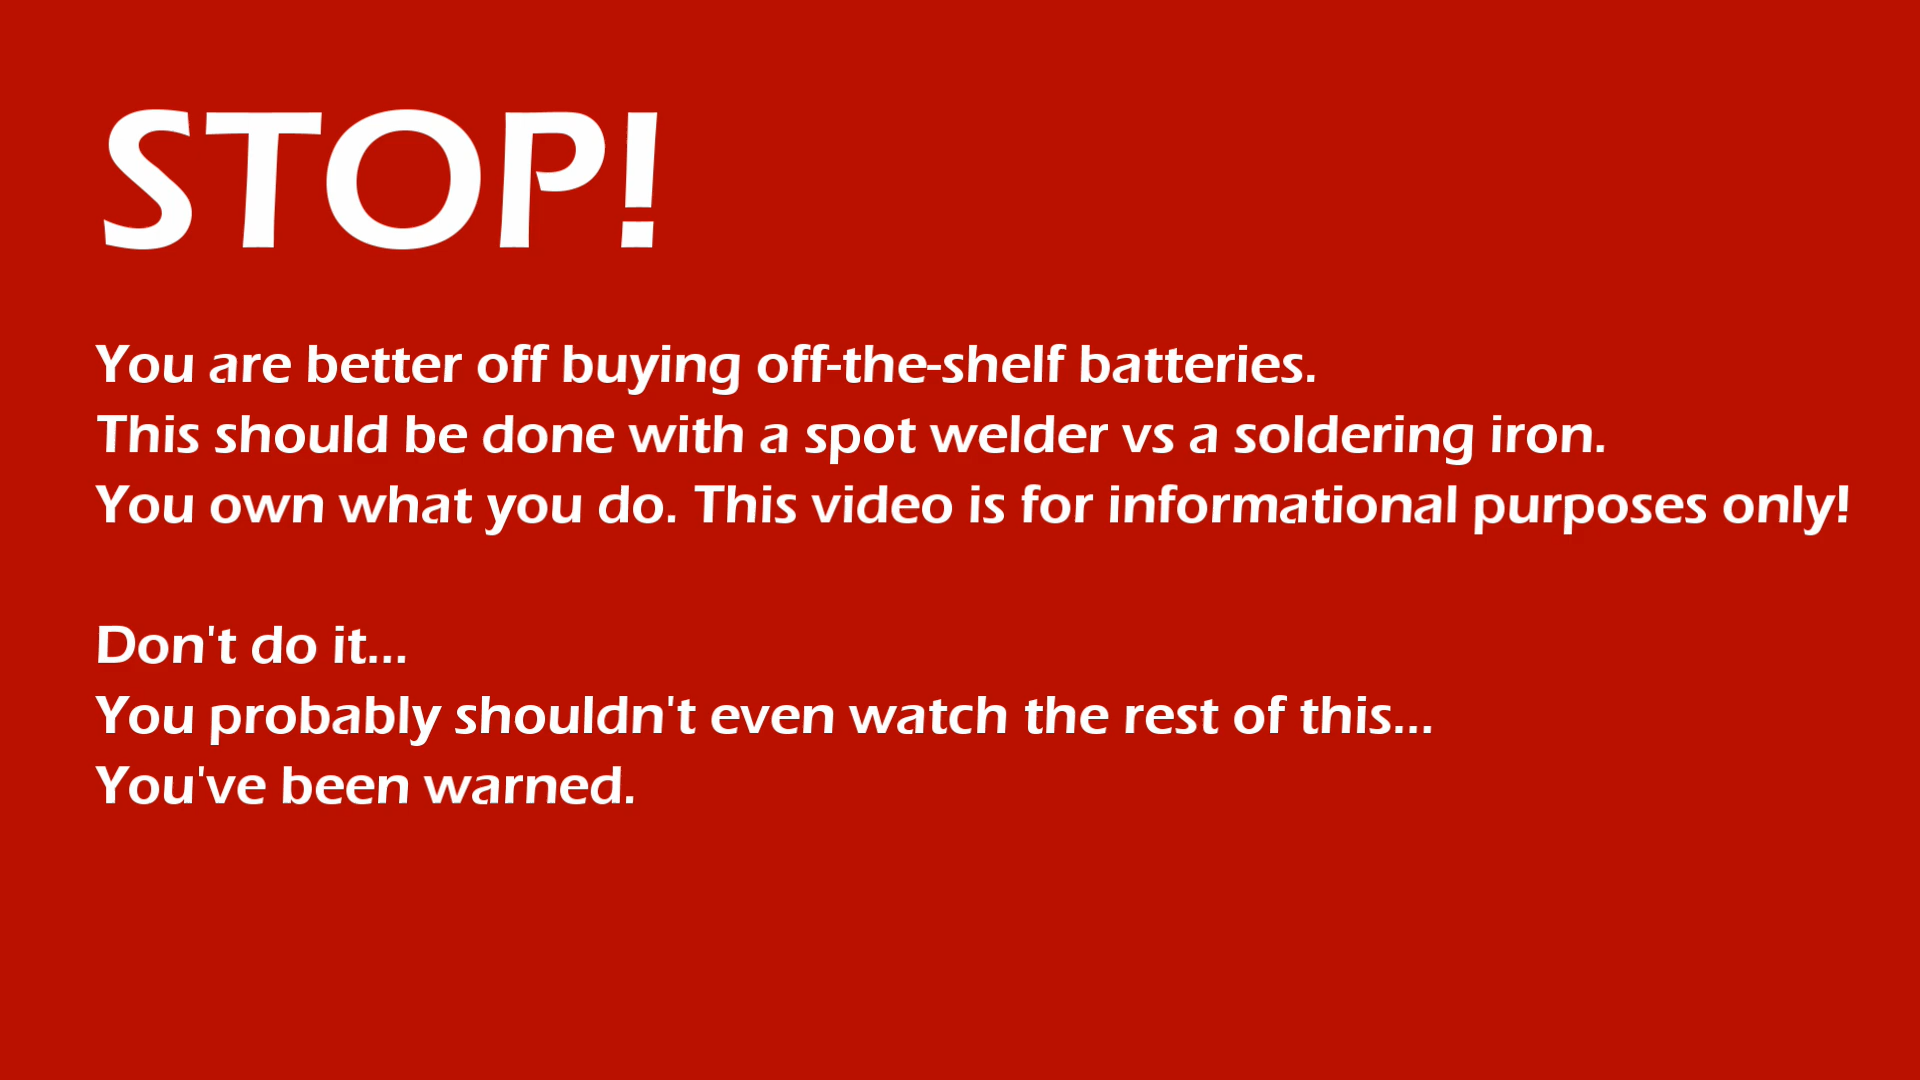 STOP!
You are better off buying off-the-shelf batteries.
This should be done with a spot welder vs a soldering iron.
You own what you do. This video is for informational purposes only!
Don't do it...
You probably shouldn't even watch the rest of this...
You've been warned.